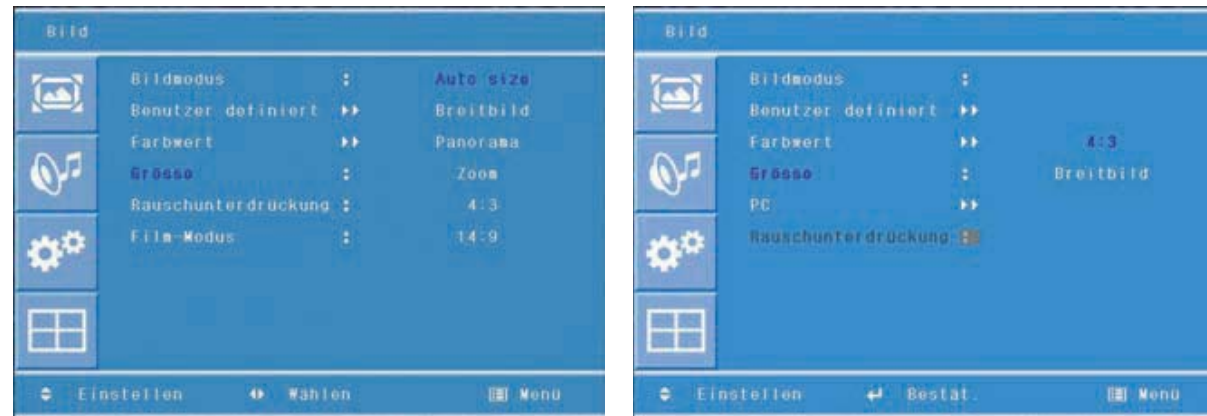 Bild
Bildmodus : Auto size
Benutzer definiert Breitbild
Farbwert Panorama
Grösse : Zoom
Rauschunterdrückung : 4:3
Film-Modus : 14:9
Einstellen Wählen Menü
Bild
Bildmodus :
Benutzer definiert
Farbwert 4:3
Grösse : Breitbild
PC
Rauschunterdrückung :
Einstellen Bestät. Menü